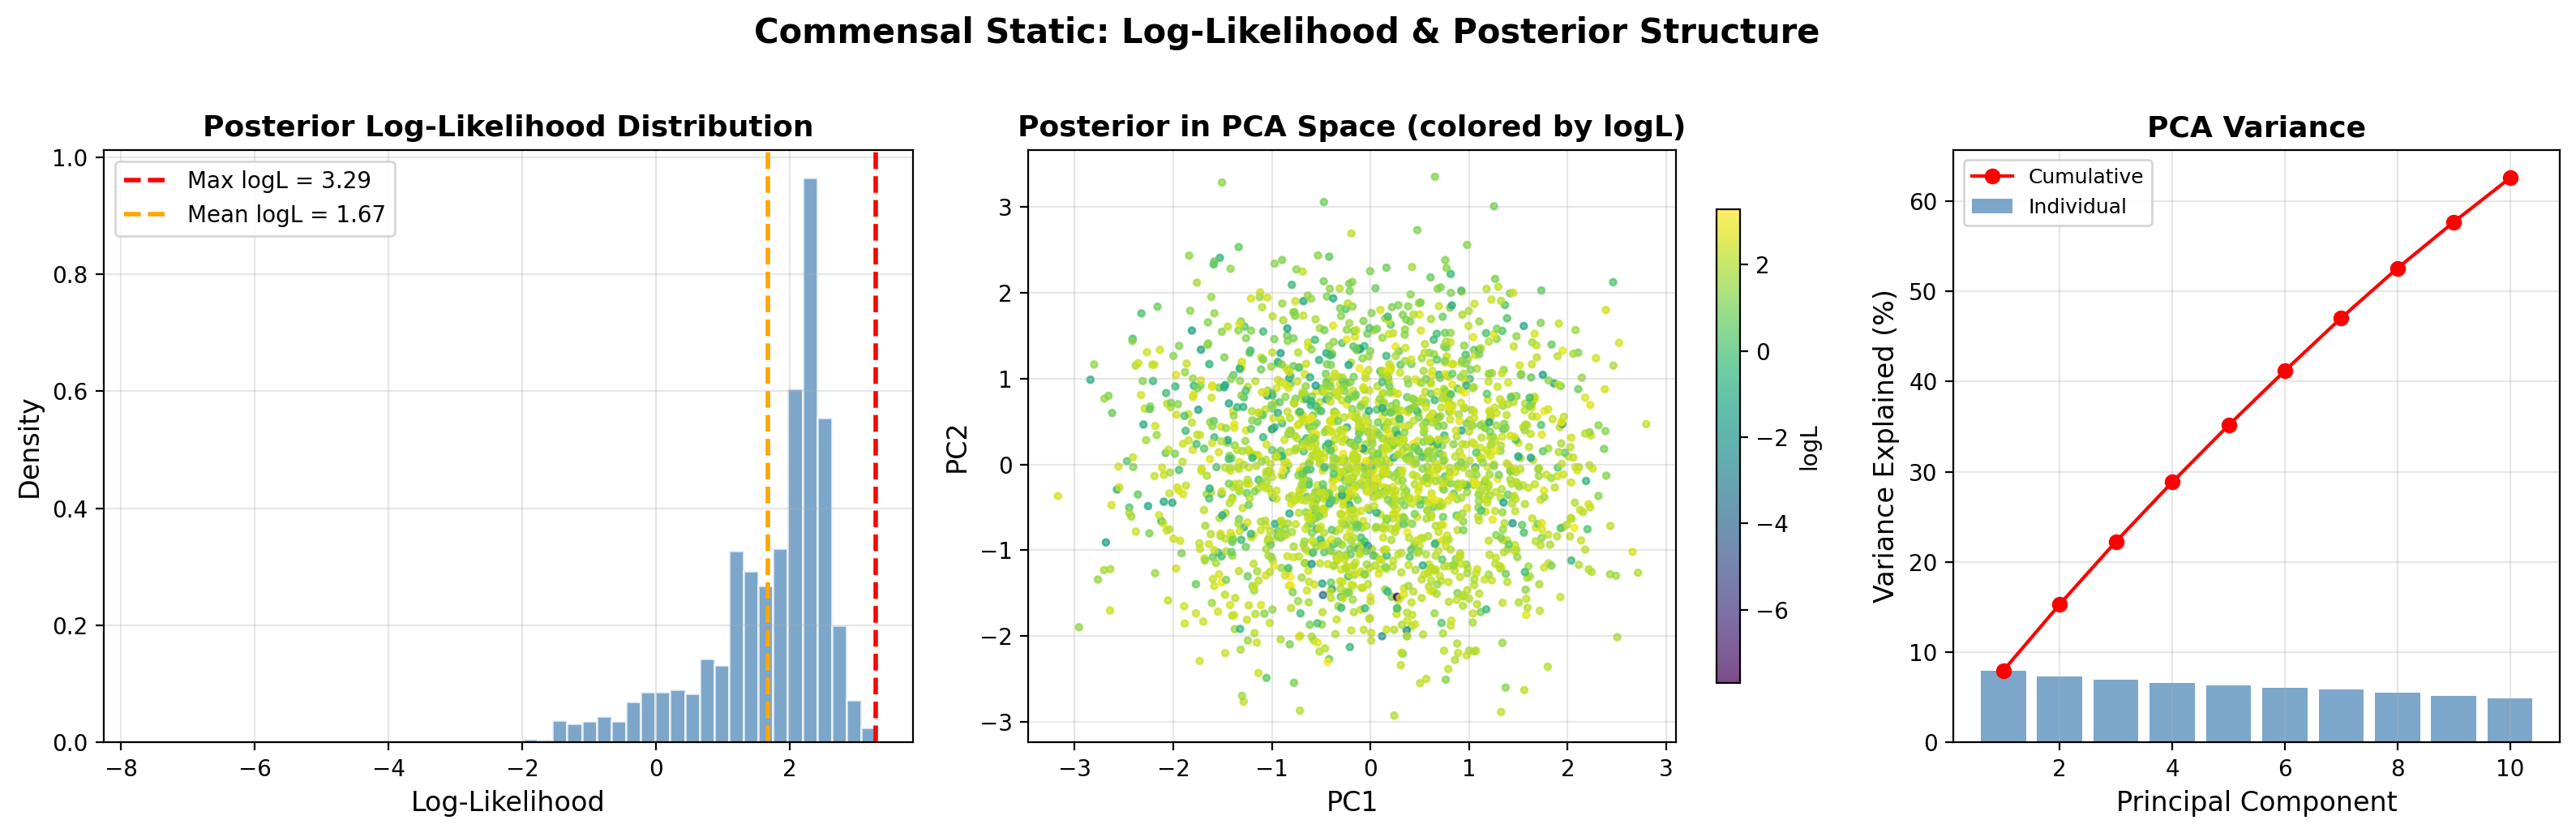 Commensal Static: Log-Likelihood & Posterior Structure
Posterior Log-Likelihood Distribution
Max logL = 3.29
Mean logL = 1.67
1.0
0.8
0.6
0.4
0.2
0.0
Density
−8
−6
−4
−2
0
2
Log-Likelihood
Posterior in PCA Space (colored by logL)
3
2
1
0
−1
−2
−3
PC2
−3
−2
−1
0
1
2
3
PC1
2
0
−2
−4
−6
logL
PCA Variance
Cumulative
Individual
60
50
40
30
20
10
0
Variance Explained (%)
2
4
6
8
10
Principal Component